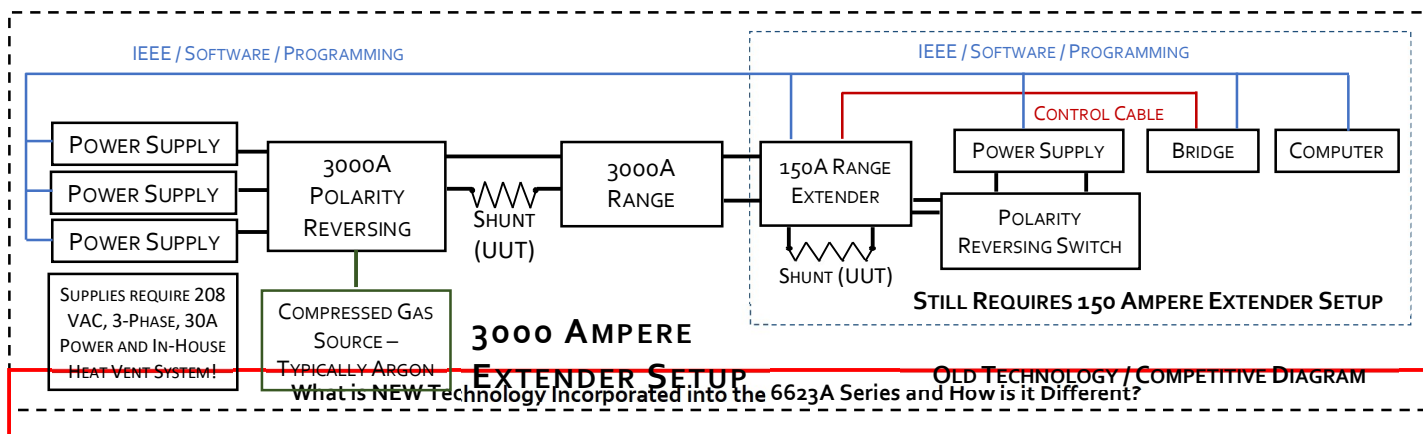 IEEE / Software / Programming
IEEE / Software / Programming
Control Cable
Power Supply
Power Supply
Power Supply
3000A
Polarity
Reversing
Shunt
(UUT)
3000A
Range
150A Range
Extender
Shunt (UUT)
Power Supply
Bridge
Computer
Polarity
Reversing Switch
Still Requires 150 Ampere Extender Setup
Supplies require 208
VAC, 3-Phase, 30A
Power and In-House
Heat Vent System!
Compressed Gas
Source –
Typically Argon
3000 Ampere
Extender Setup
Old Technology / Competitive Diagram
What is NEW Technology Incorporated into the 6623A Series and How is it Different?